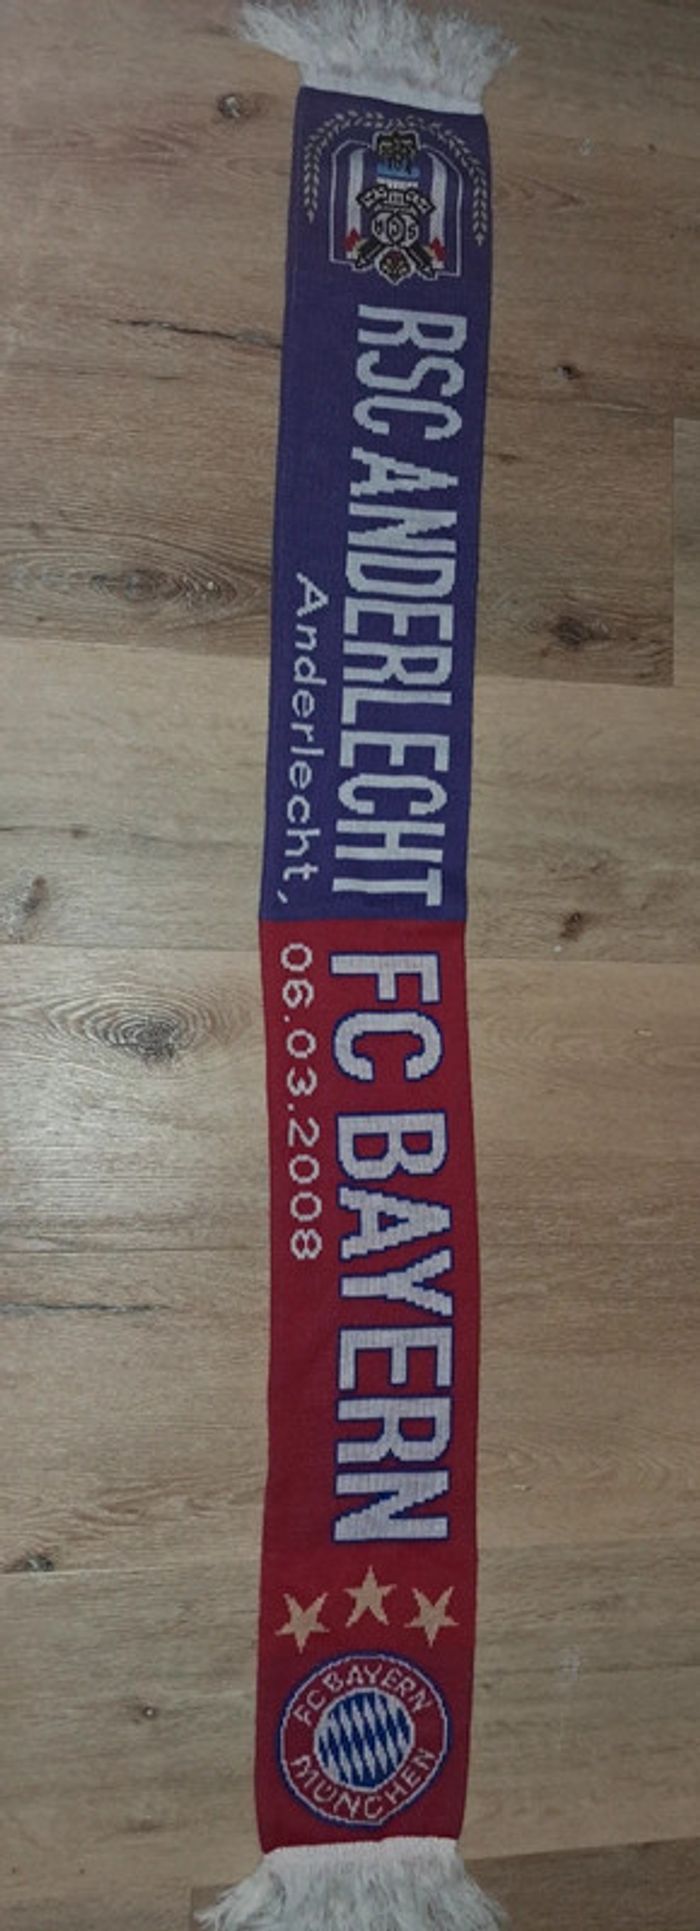 RSC ANDERLECHT FC BAYERN
Anderlecht, 06.03.2008
FC BAYERN
MÜNCHEN